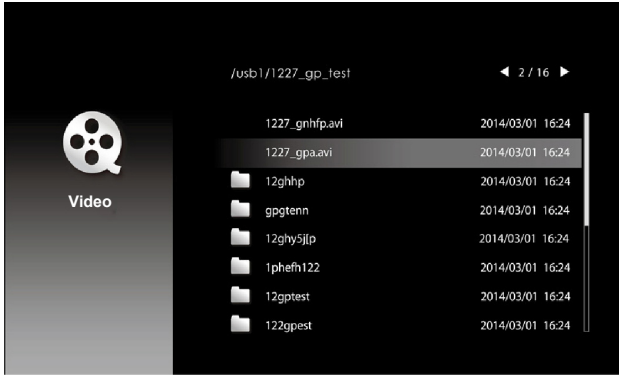 /usb1/1227_gp_test ◀ 2 / 16 ▶
1227_gnhfp.avi 2014/03/01 16:24
1227_gpa.avi 2014/03/01 16:24
12ghhp 2014/03/01 16:24
Video
gpgtenn 2014/03/01 16:24
12ghy5j[p 2014/03/01 16:24
1phefh122 2014/03/01 16:24
12gptest 2014/03/01 16:24
122gpest 2014/03/01 16:24